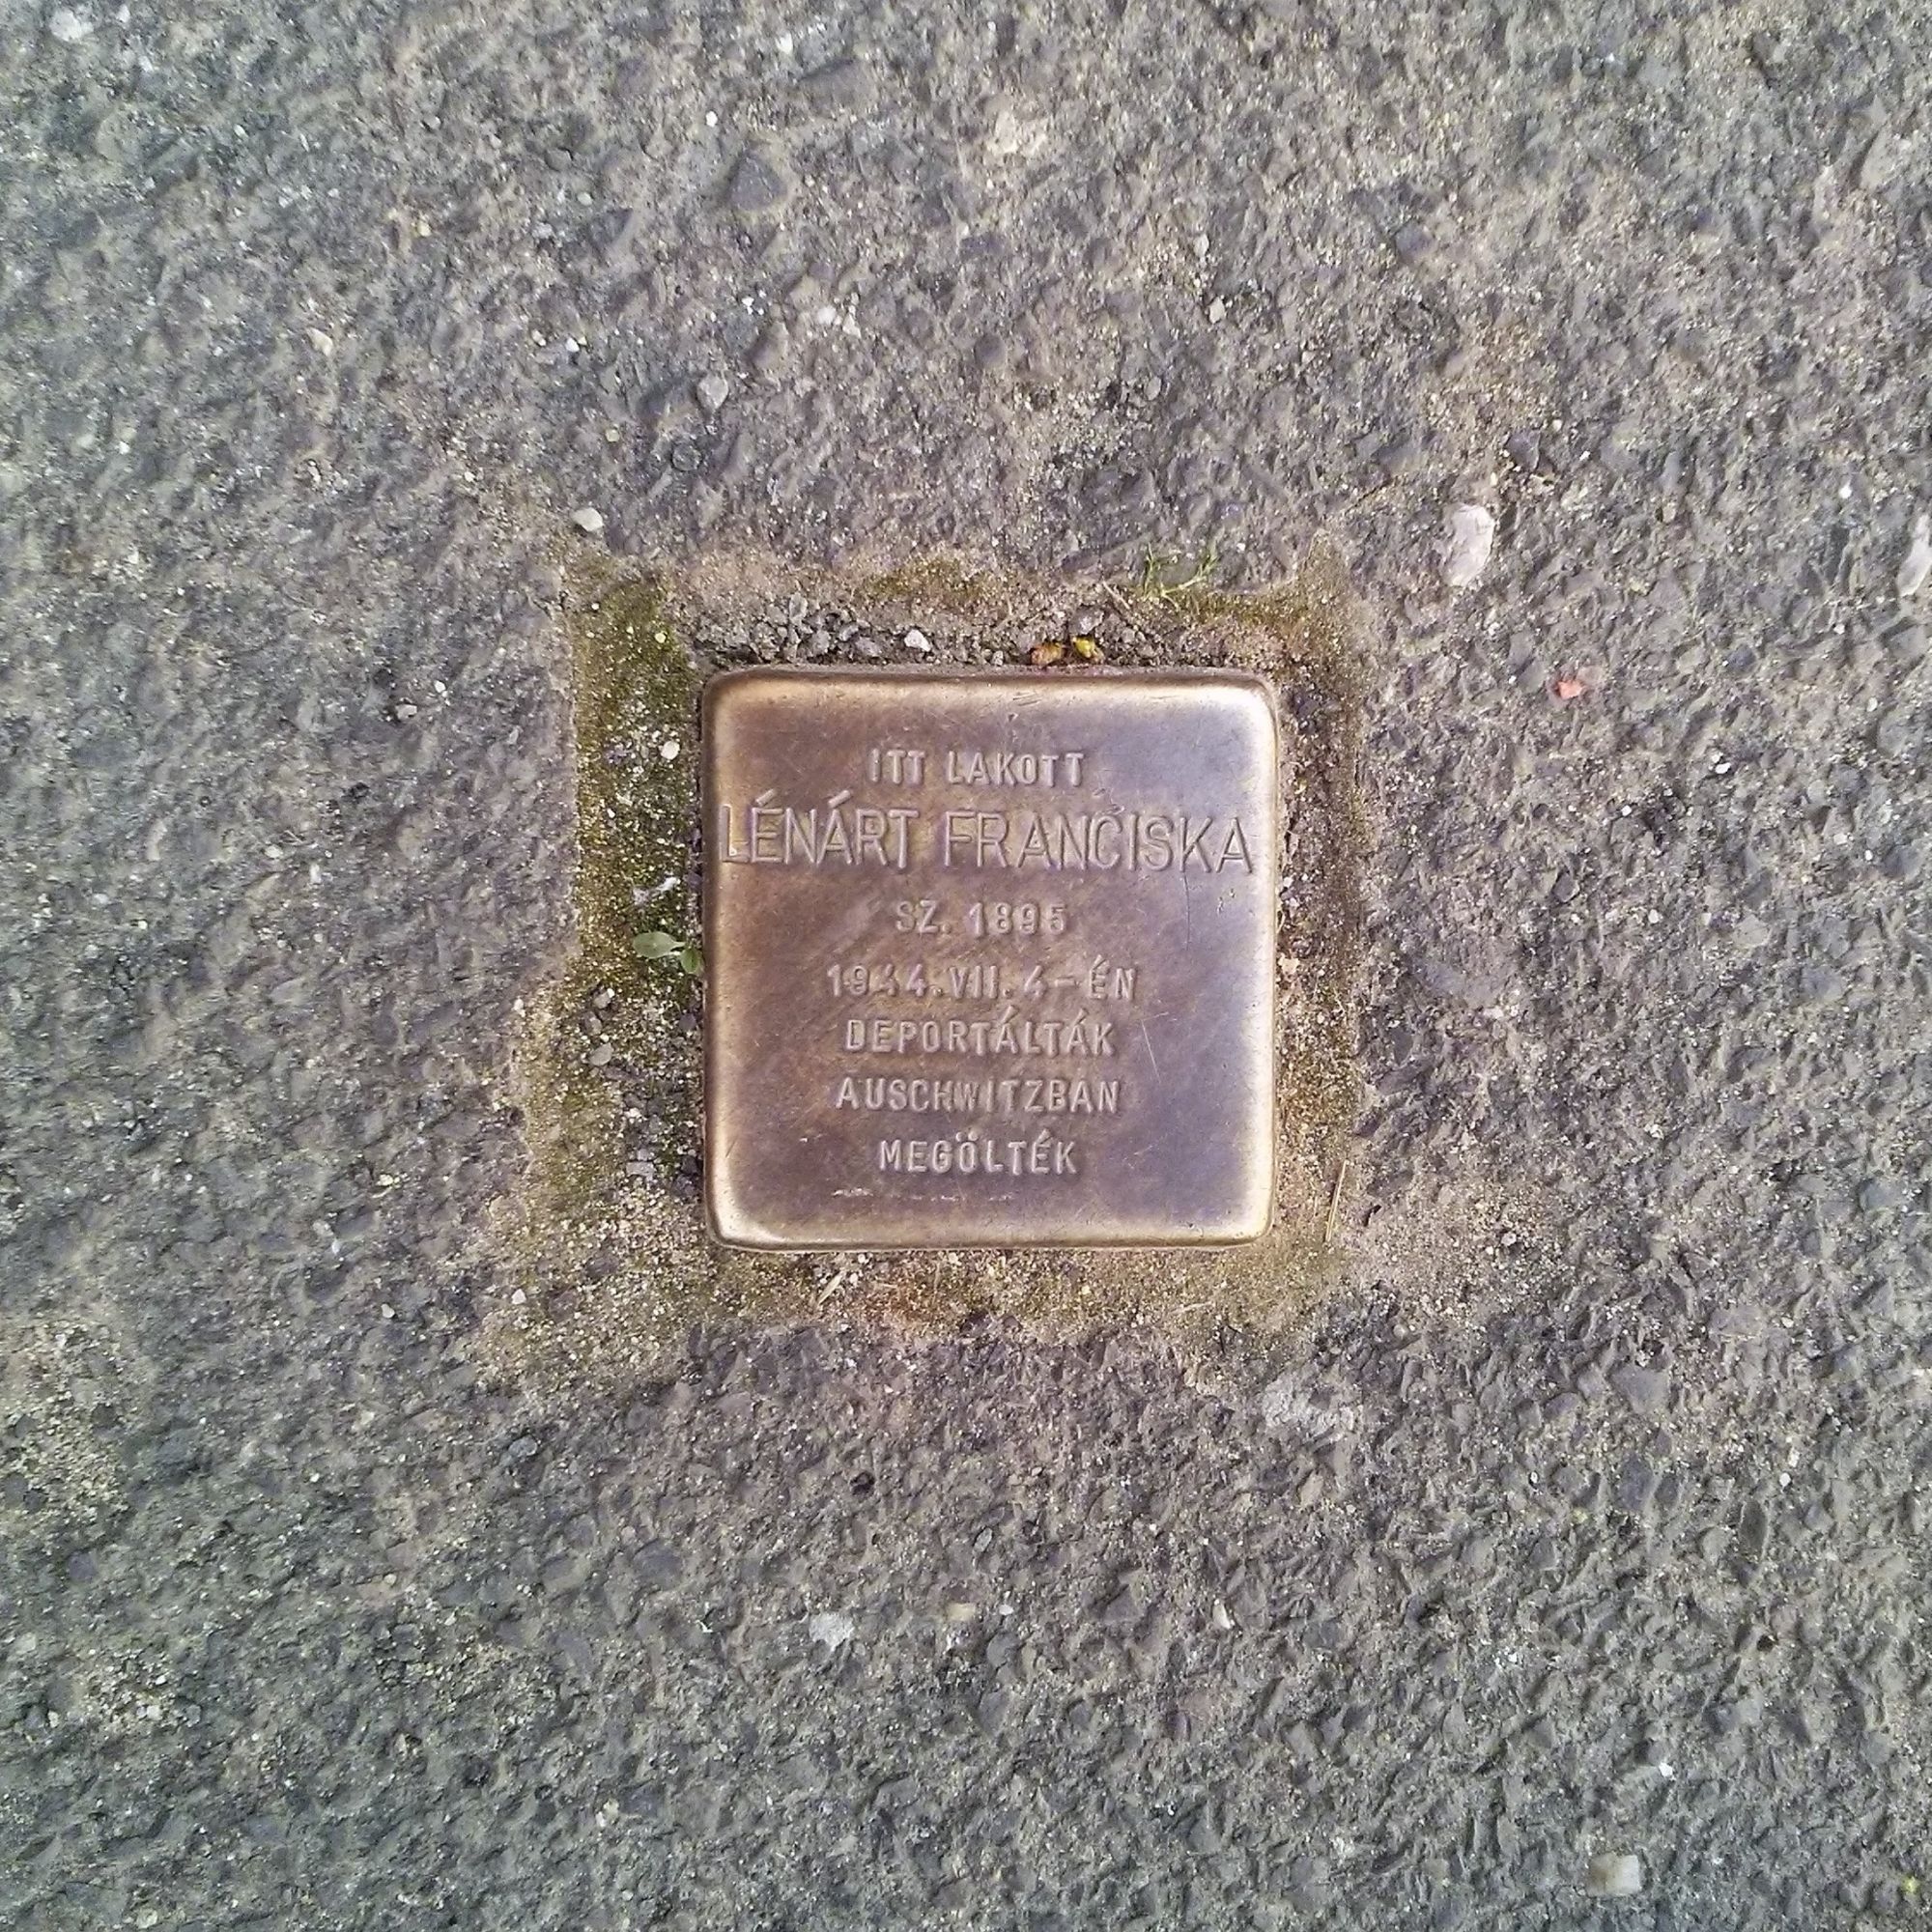 ITT LAKOTT
LÉNÁRT FRANCISKA
SZ. 1895
1944.VII.4-ÉN
DEPORTÁLTÁK
AUSCHWITZBAN
MEGÖLTÉK